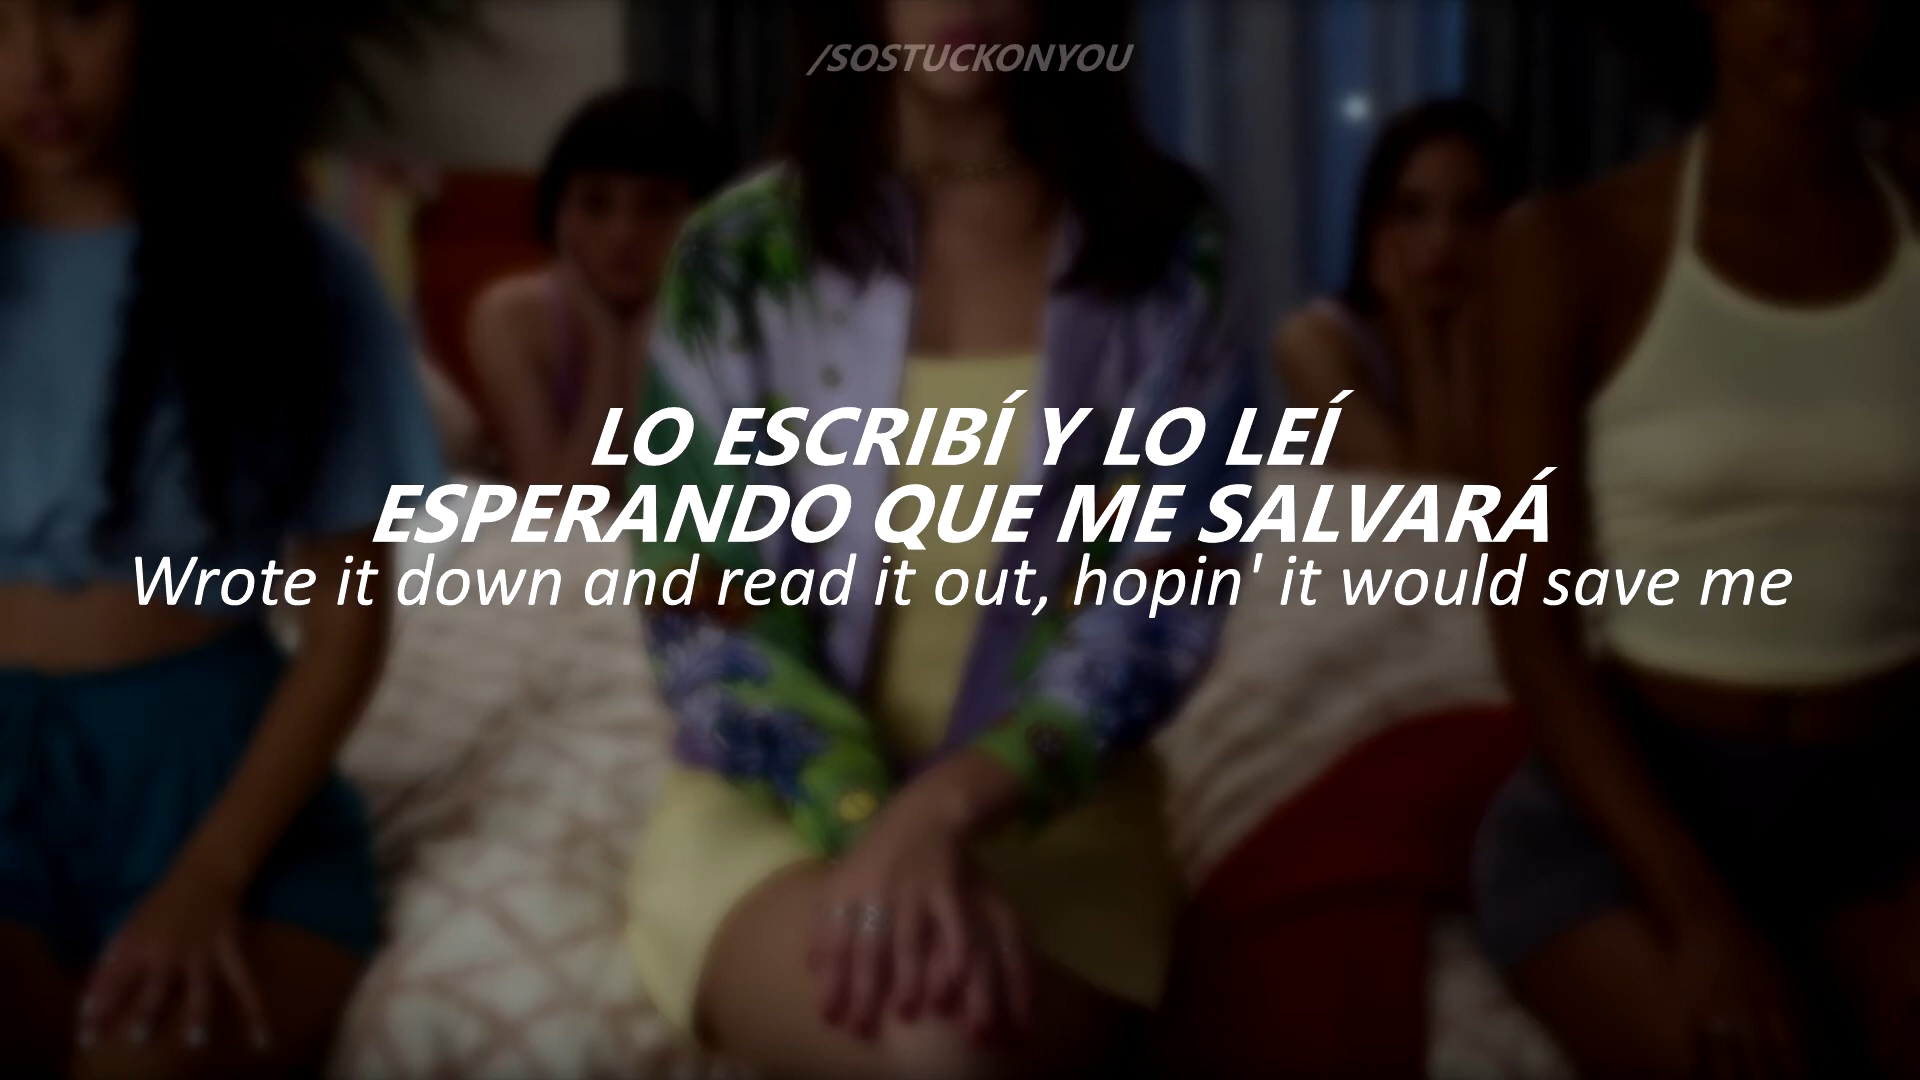 /SOSTUCKONYOU
LO ESCRIBÍ Y LO LEÍ
ESPERANDO QUE ME SALVARÁ
Wrote it down and read it out, hopin' it would save me